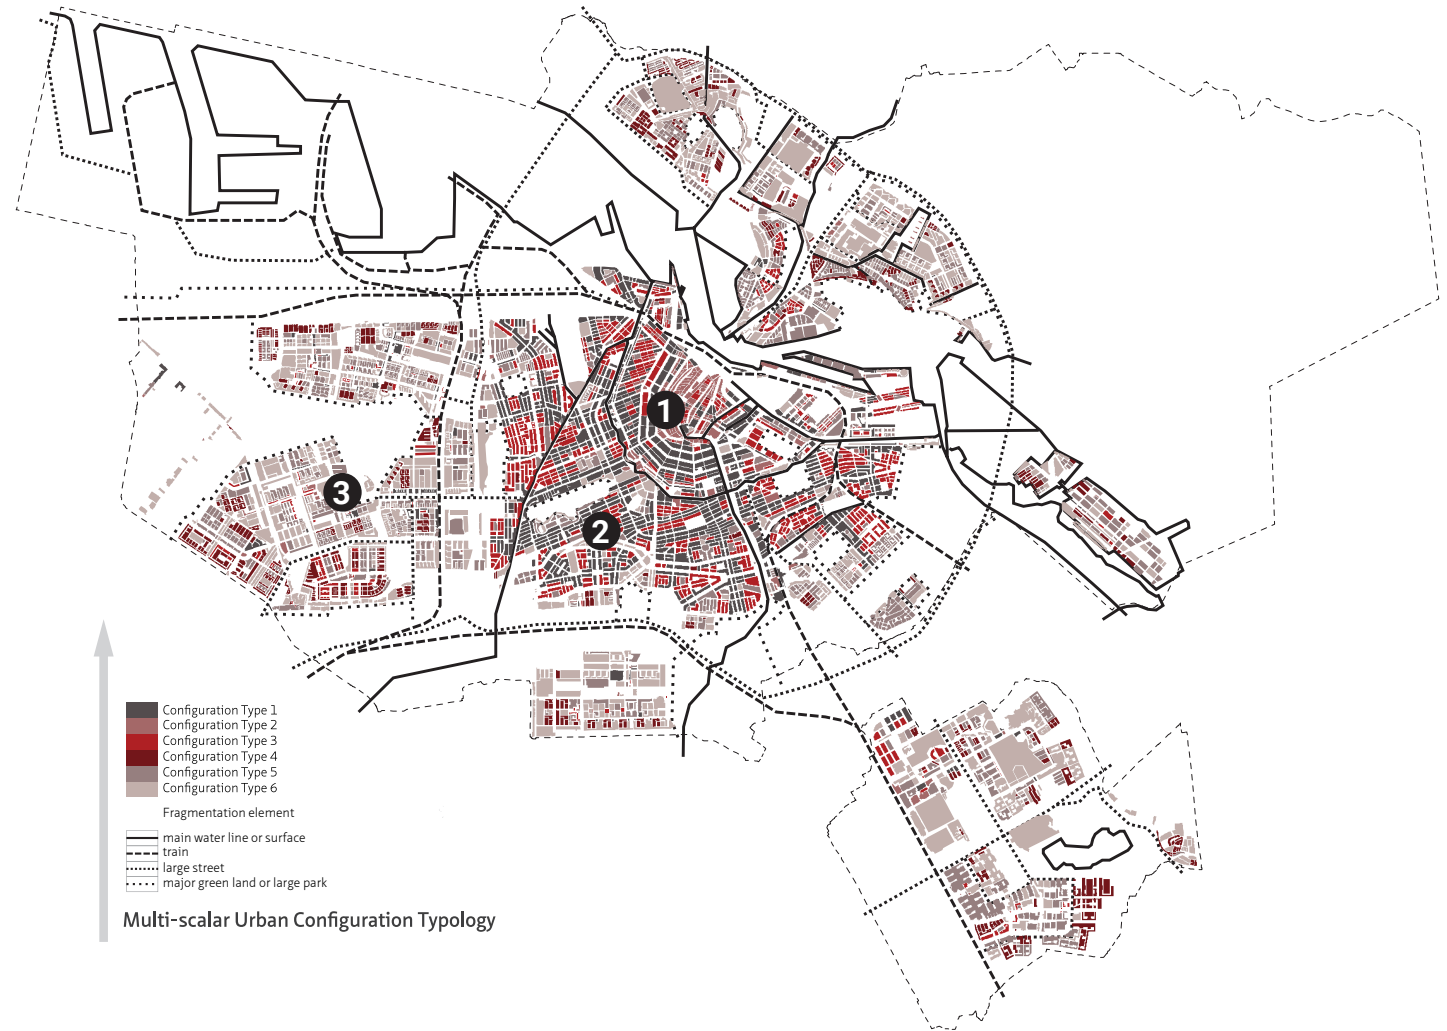 1
2
3
Configuration Type 1
Configuration Type 2
Configuration Type 3
Configuration Type 4
Configuration Type 5
Configuration Type 6
Fragmentation element
main water line or surface
train
large street
major green land or large park
Multi-scalar Urban Configuration Typology